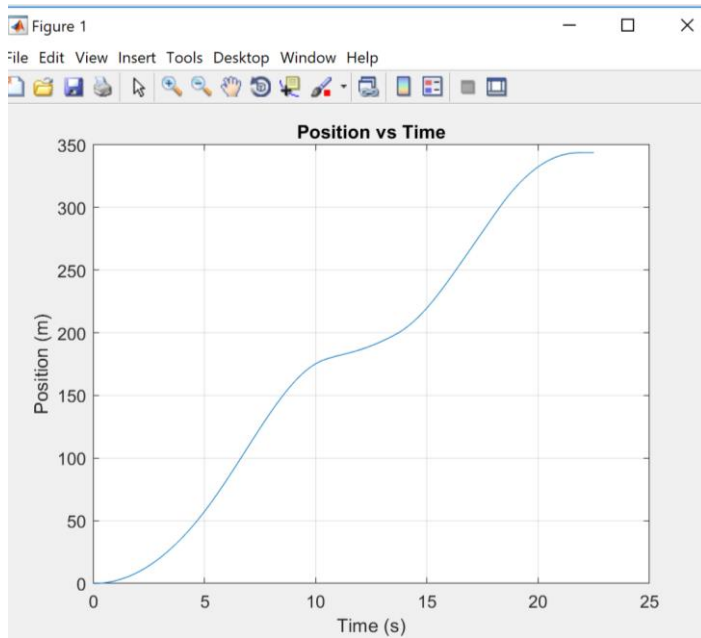 Figure 1
File Edit View Insert Tools Desktop Window Help
Position vs Time
350
300
250
200
150
100
50
0
Position (m)
0 5 10 15 20 25
Time (s)